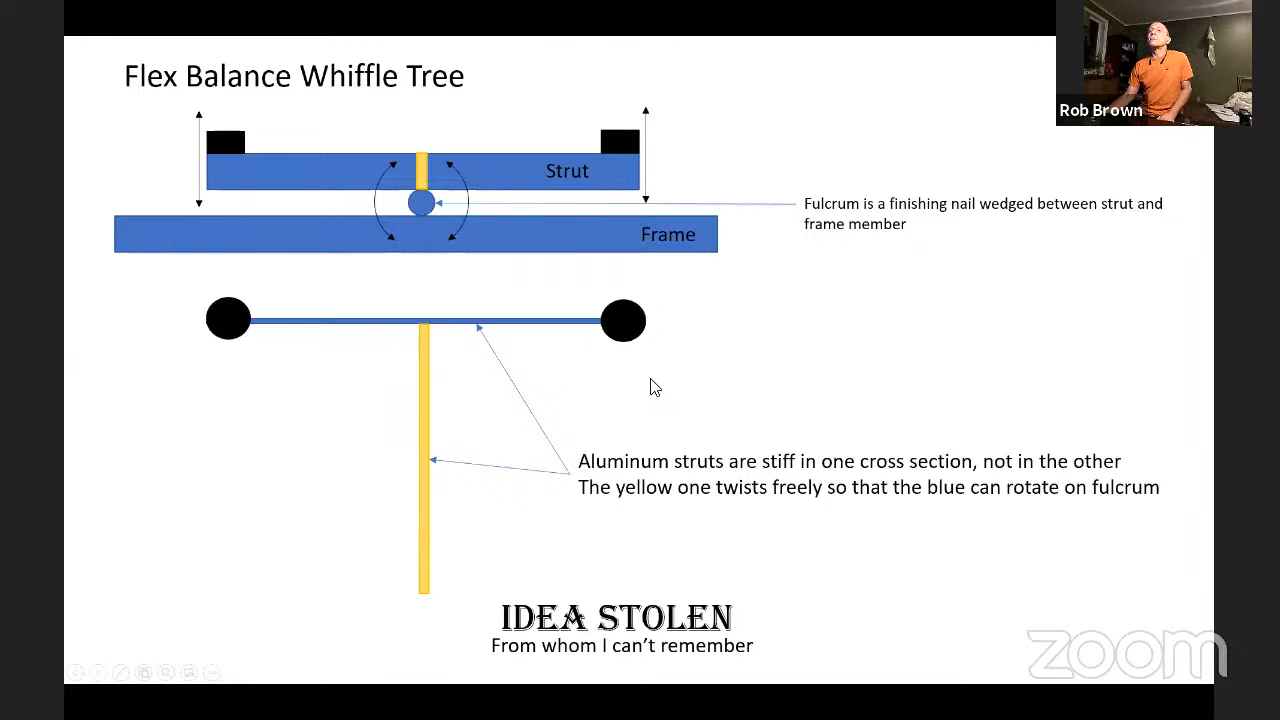 Flex Balance Whiffle Tree
Rob Brown
Strut
Fulcrum is a finishing nail wedged between strut and
frame member
Frame
Aluminum struts are stiff in one cross section, not in the other
The yellow one twists freely so that the blue can rotate on fulcrum
IDEA STOLEN
From whom I can't remember
zoom